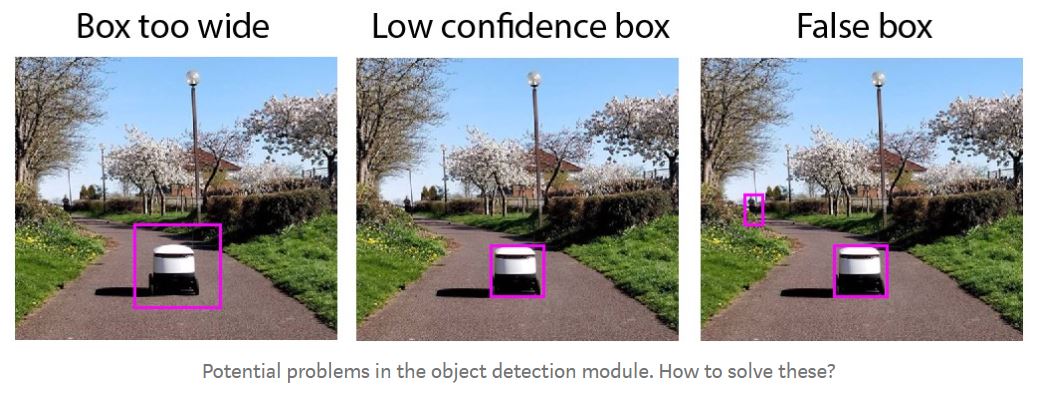 Box too wide
Low confidence box
False box
Potential problems in the object detection module. How to solve these?